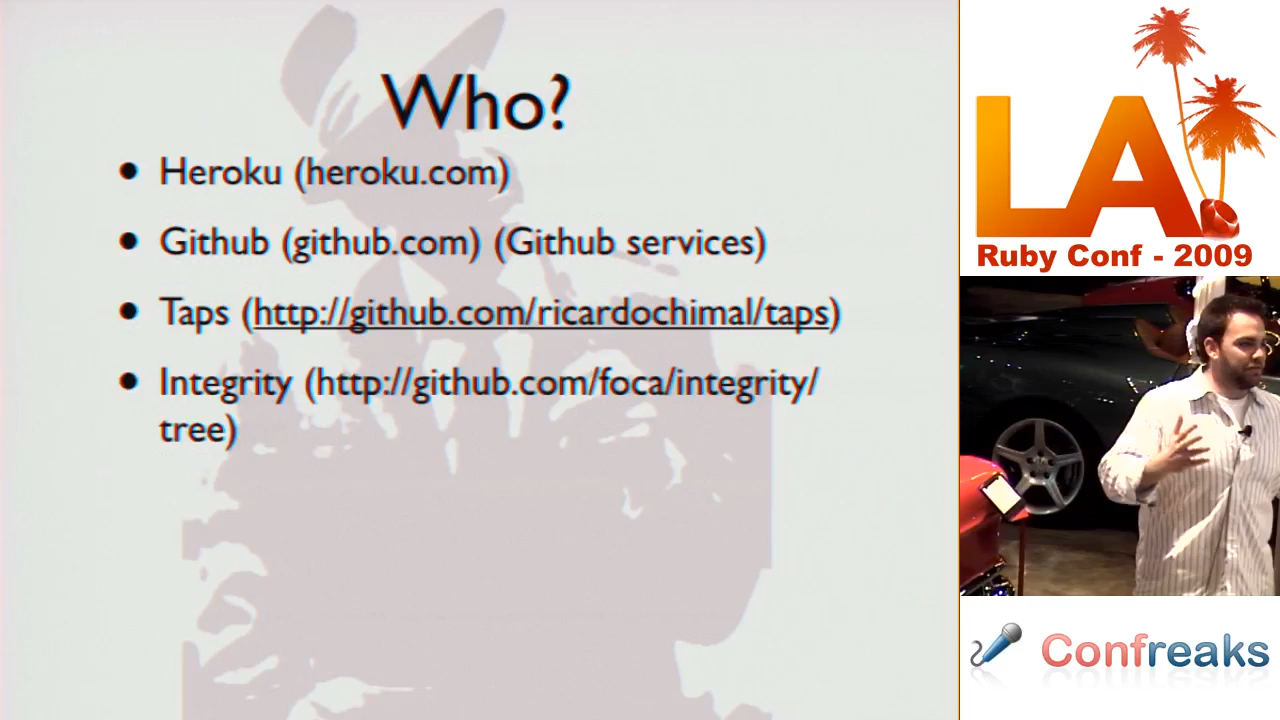 Who?
• Heroku (heroku.com)
• Github (github.com) (Github services)
• Taps (http://github.com/ricardochimal/taps)
• Integrity (http://github.com/foca/integrity/
tree)
LA
Ruby Conf - 2009
Confreaks